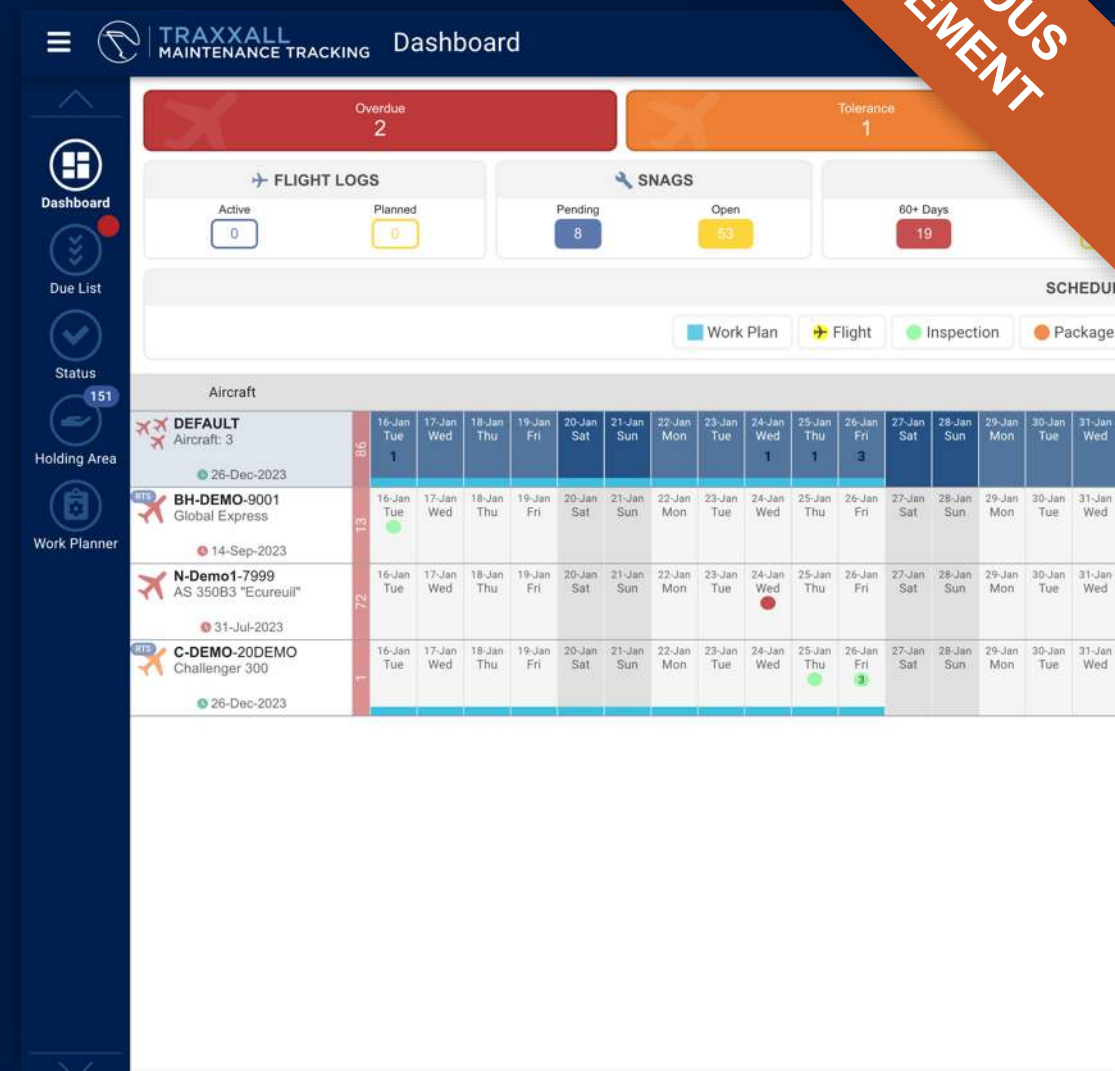 OUS
EMENT
TRAXXALL
MAINTENANCE TRACKING
Dashboard
Overdue
2
Tolerance
1
FLIGHT LOGS
SNAGS
Active
Planned
Pending
Open
60+ Days
0
0
8
53
19
SCHEDU
Work Plan
Flight
Inspection
Package
Dashboard
Due List
Status
151
Holding Area
Work Planner
Aircraft
DEFAULT
Aircraft: 3
26-Dec-2023
86
16-Jan 17-Jan 18-Jan 19-Jan 20-Jan 21-Jan 22-Jan 23-Jan 24-Jan 25-Jan 26-Jan 27-Jan 28-Jan 29-Jan 30-Jan 31-Jan
Tue Wed Thu Fri Sat Sun Mon Tue Wed Thu Fri Sat Sun Mon Tue Wed
1 1 1 3
RTS
BH-DEMO-9001
Global Express
14-Sep-2023
13
16-Jan 17-Jan 18-Jan 19-Jan 20-Jan 21-Jan 22-Jan 23-Jan 24-Jan 25-Jan 26-Jan 27-Jan 28-Jan 29-Jan 30-Jan 31-Jan
Tue Wed Thu Fri Sat Sun Mon Tue Wed Thu Fri Sat Sun Mon Tue Wed
N-Demo1-7999
AS 350B3 "Ecureuil"
31-Jul-2023
72
16-Jan 17-Jan 18-Jan 19-Jan 20-Jan 21-Jan 22-Jan 23-Jan 24-Jan 25-Jan 26-Jan 27-Jan 28-Jan 29-Jan 30-Jan 31-Jan
Tue Wed Thu Fri Sat Sun Mon Tue Wed Thu Fri Sat Sun Mon Tue Wed
RTS
C-DEMO-20DEMO
Challenger 300
26-Dec-2023
1
16-Jan 17-Jan 18-Jan 19-Jan 20-Jan 21-Jan 22-Jan 23-Jan 24-Jan 25-Jan 26-Jan 27-Jan 28-Jan 29-Jan 30-Jan 31-Jan
Tue Wed Thu Fri Sat Sun Mon Tue Wed Thu Fri Sat Sun Mon Tue Wed
3